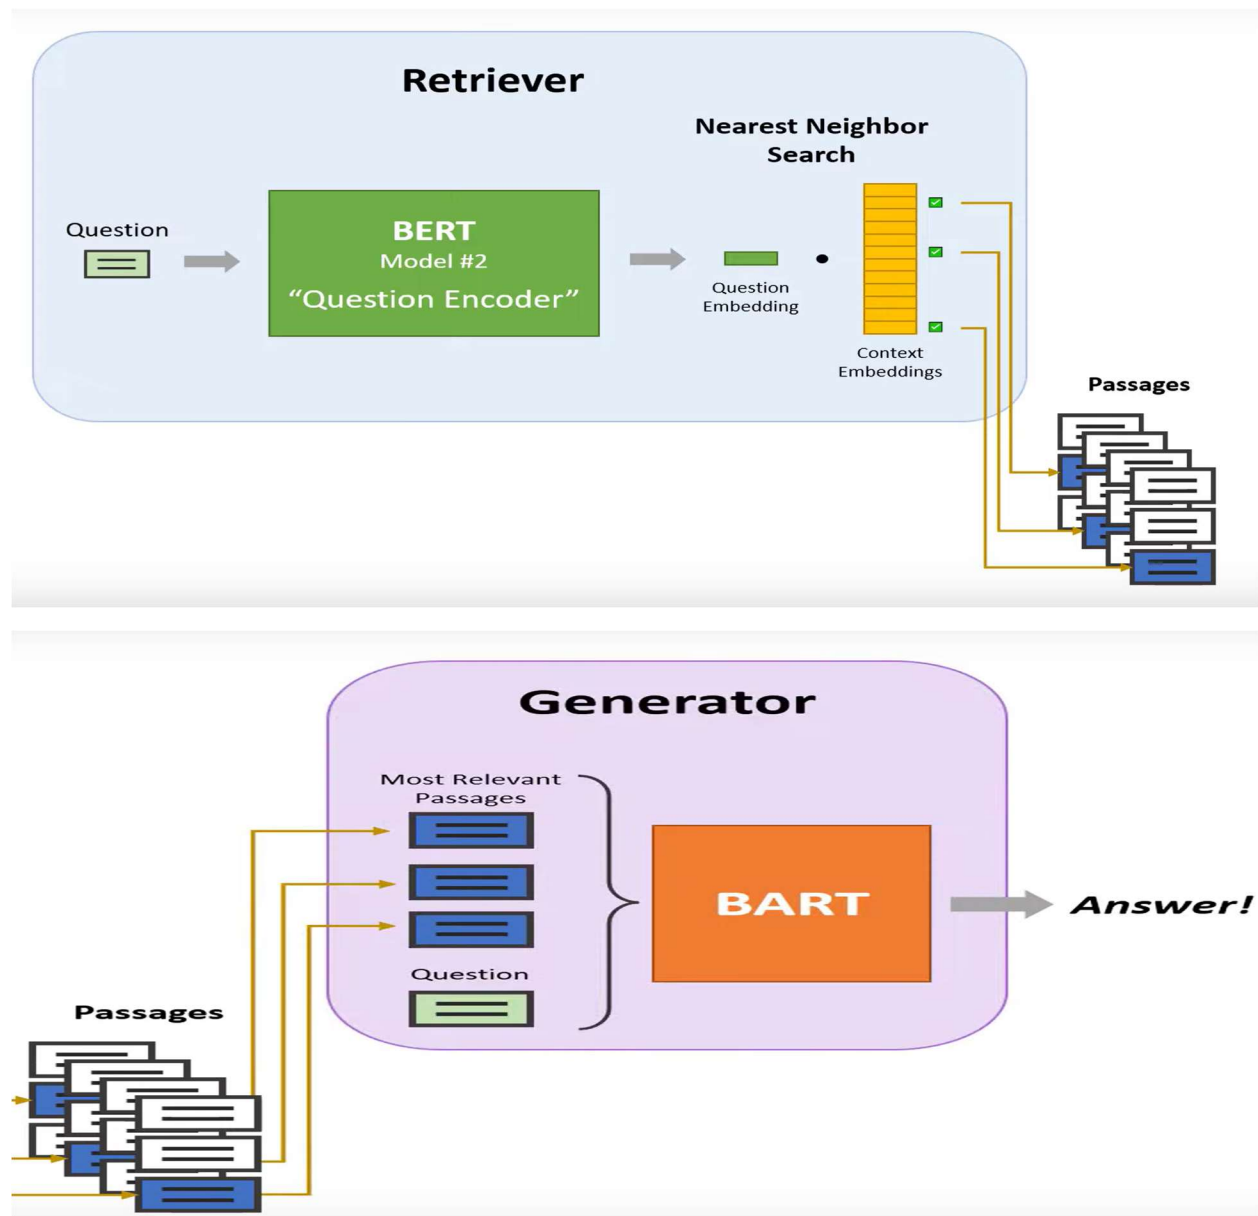 Retriever
Nearest Neighbor
Search
Question
BERT
Model #2
“Question Encoder”
Question
Embedding
Context
Embeddings
Passages
Generator
Most Relevant
Passages
BART
Answer!
Question
Passages